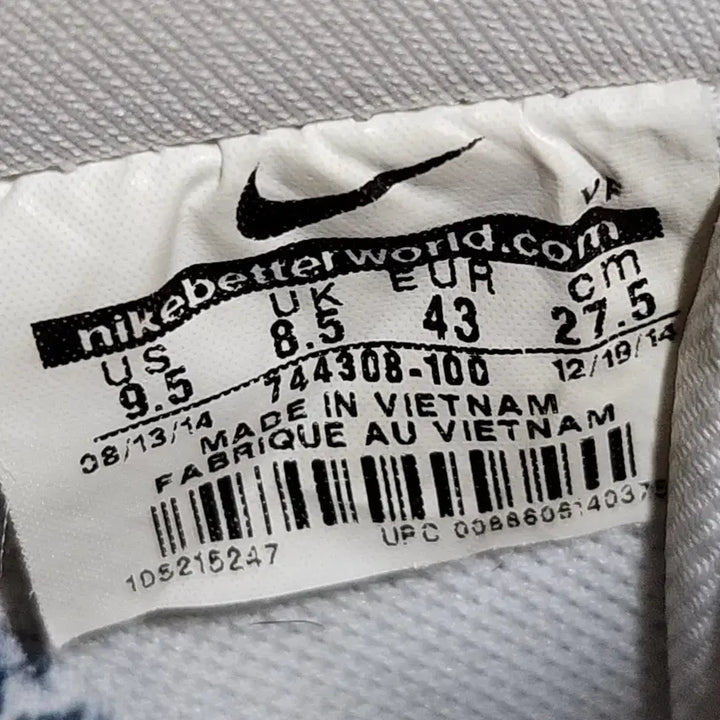 VF
nikebetterworld.com
US UK EUR cm
9.5 8.5 43 27.5
744308-100
08/13/14 12/19/14
MADE IN VIETNAM
FABRIQUE AU VIETNAM
105215247 UPC